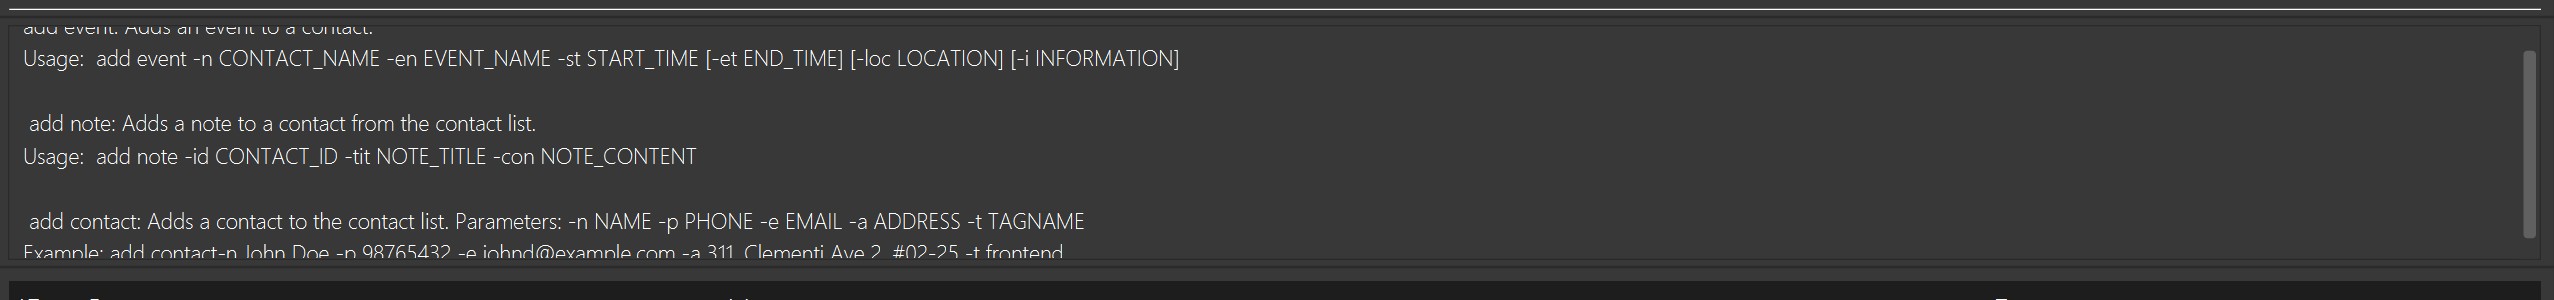 add event: Adds an event to a contact.
Usage:  add event -n CONTACT_NAME -en EVENT_NAME -st START_TIME [-et END_TIME] [-loc LOCATION] [-i INFORMATION]
add note: Adds a note to a contact from the contact list.
Usage:  add note -id CONTACT_ID -tit NOTE_TITLE -con NOTE_CONTENT
add contact: Adds a contact to the contact list. Parameters: -n NAME -p PHONE -e EMAIL -a ADDRESS -t TAGNAME
Example: add contact-n John Doe -p 98765432 -e johnd@example.com -a 311, Clementi Ave 2, #02-25 -t frontend